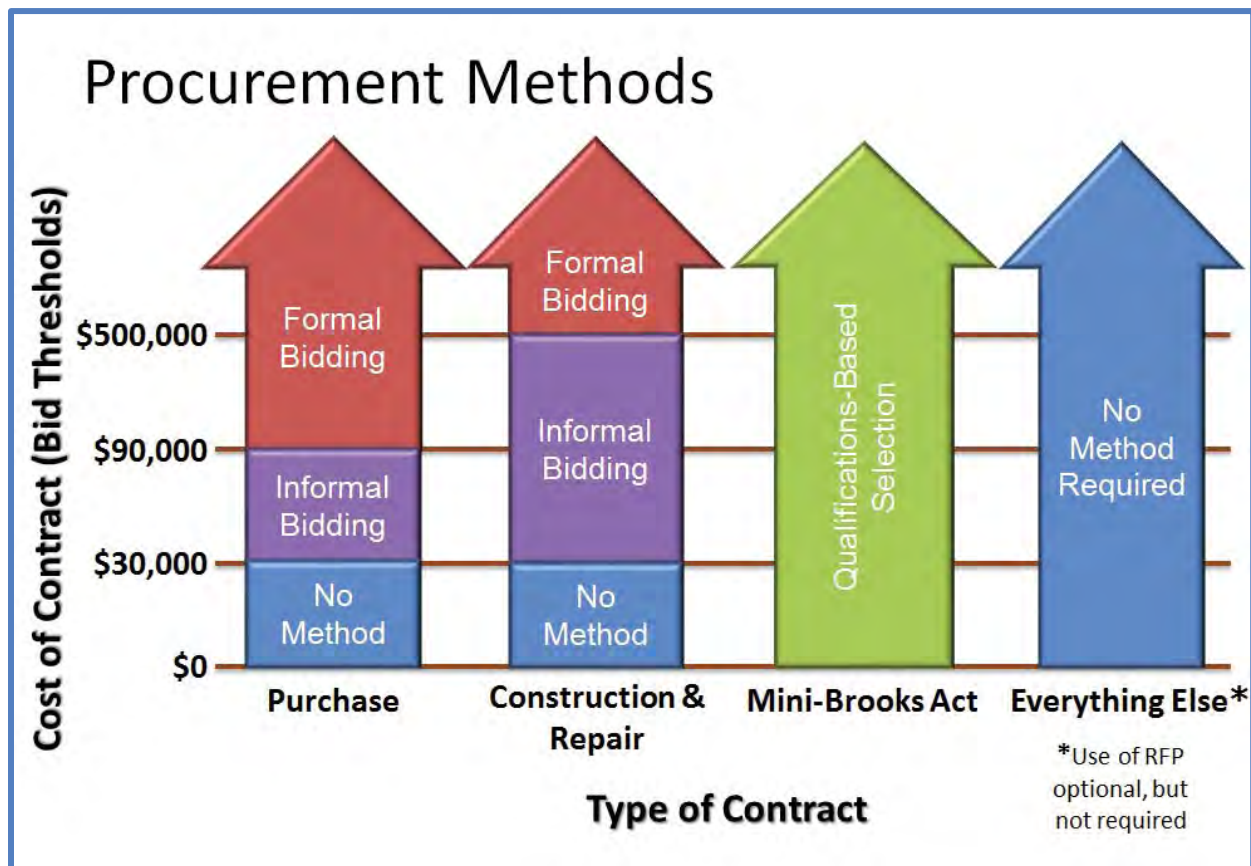 Procurement Methods
Cost of Contract (Bid Thresholds)
$500,000
$90,000
$30,000
$0
Formal
Bidding
Informal
Bidding
No
Method
Purchase
Formal
Bidding
Informal
Bidding
No
Method
Construction &
Repair
Qualifications-Based
Selection
Mini-Brooks Act
No
Method
Required
Everything Else*
*Use of RFP
optional, but
not required
Type of Contract